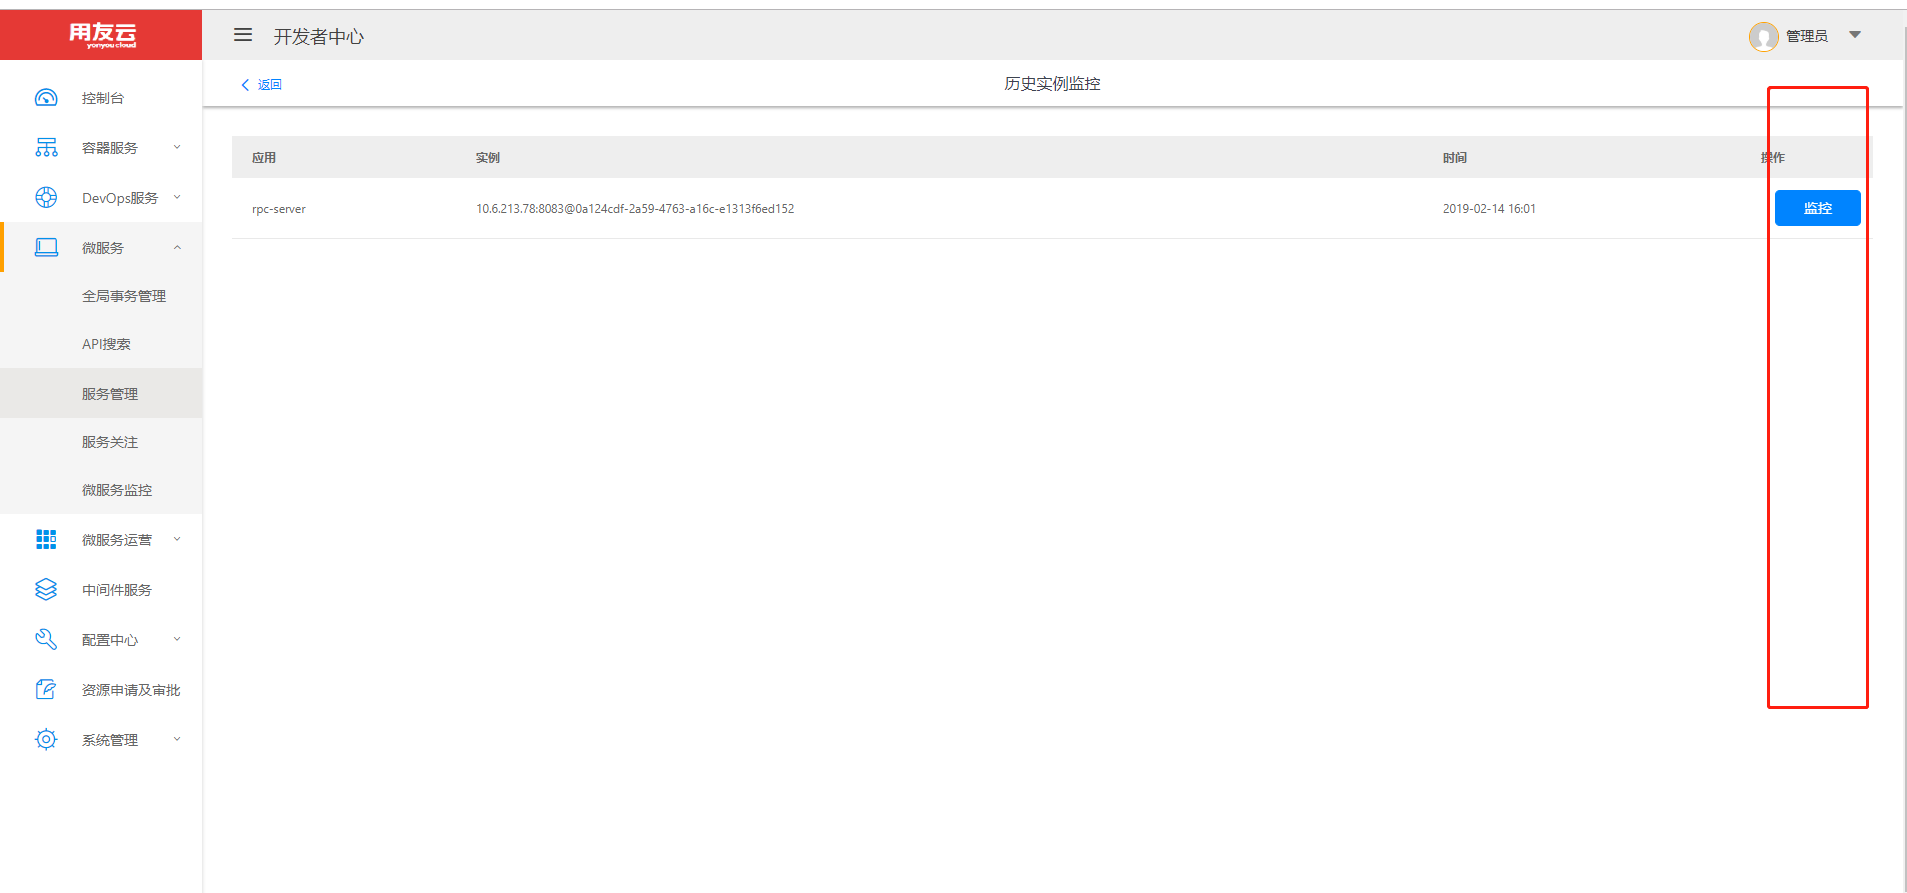 用友云
yonyou cloud
开发者中心
管理员
返回
历史实例监控
控制台
容器服务
DevOps服务
微服务
全局事务管理
API搜索
服务管理
服务关注
微服务监控
微服务运营
中间件服务
配置中心
资源申请及审批
系统管理
应用 实例 时间 操作
rpc-server 10.6.213.78:8083@0a124cdf-2a59-4763-a16c-e1313f6ed152 2019-02-14 16:01 监控